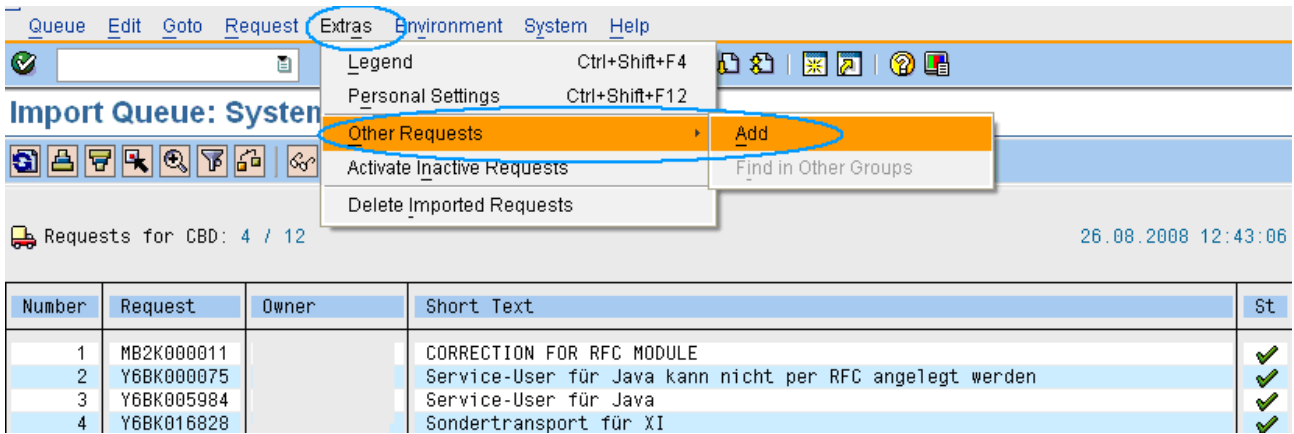 Queue Edit Goto Request Extras Environment System Help
Legend Ctrl+Shift+F4
Personal Settings Ctrl+Shift+F12
Import Queue: System
Other Requests Add
Activate Inactive Requests Find in Other Groups
Delete Imported Requests
Requests for CBD: 4 / 12 26.08.2008 12:43:06
Number Request Owner Short Text St
1 MB2K000011 CORRECTION FOR RFC MODULE
2 Y6BK000075 Service-User für Java kann nicht per RFC angelegt werden
3 Y6BK005984 Service-User für Java
4 Y6BK016828 Sondertransport für XI